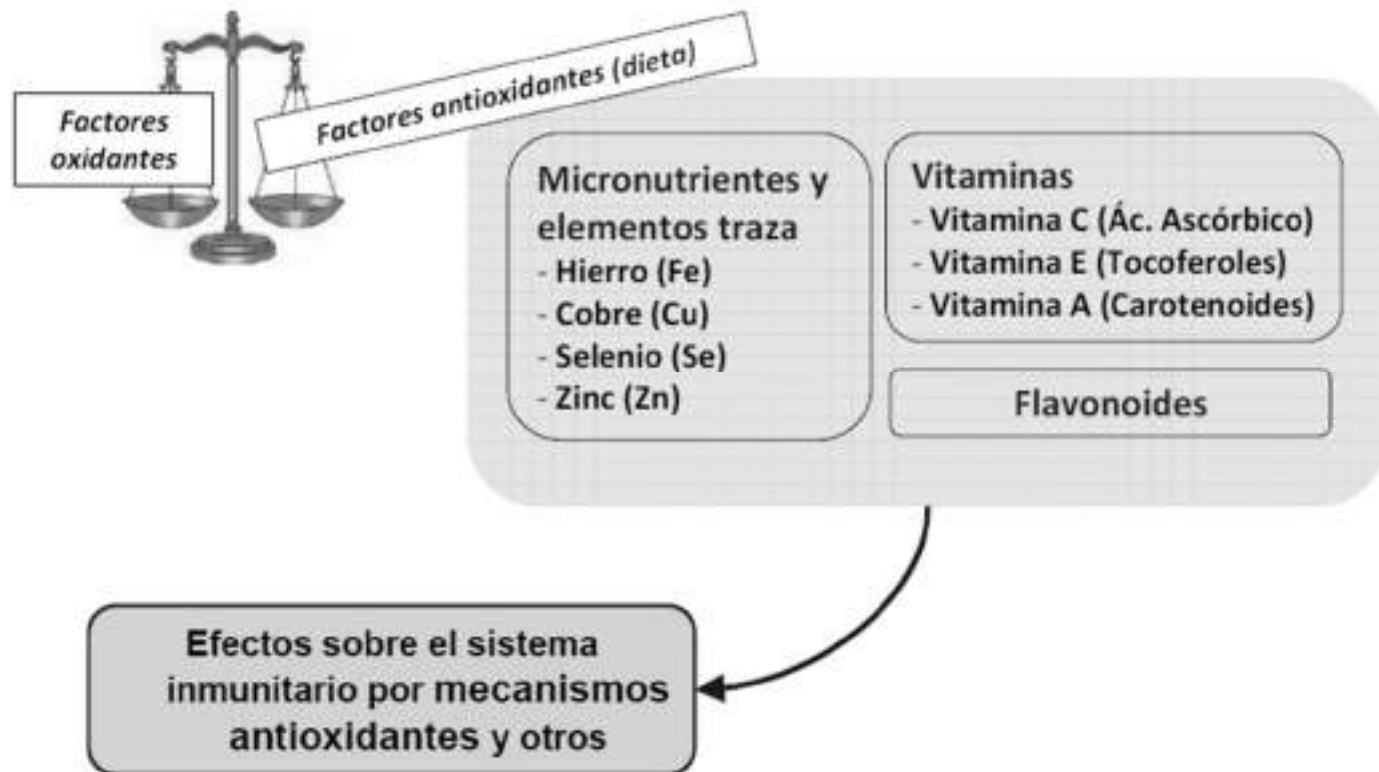 Factores
oxidantes
Factores antioxidantes (dieta)
Micronutrientes y
elementos traza
- Hierro (Fe)
- Cobre (Cu)
- Selenio (Se)
- Zinc (Zn)
Vitaminas
- Vitamina C (Ác. Ascórbico)
- Vitamina E (Tocoferoles)
- Vitamina A (Carotenoides)
Flavonoides
Efectos sobre el sistema
inmunitario por mecanismos
antioxidantes y otros